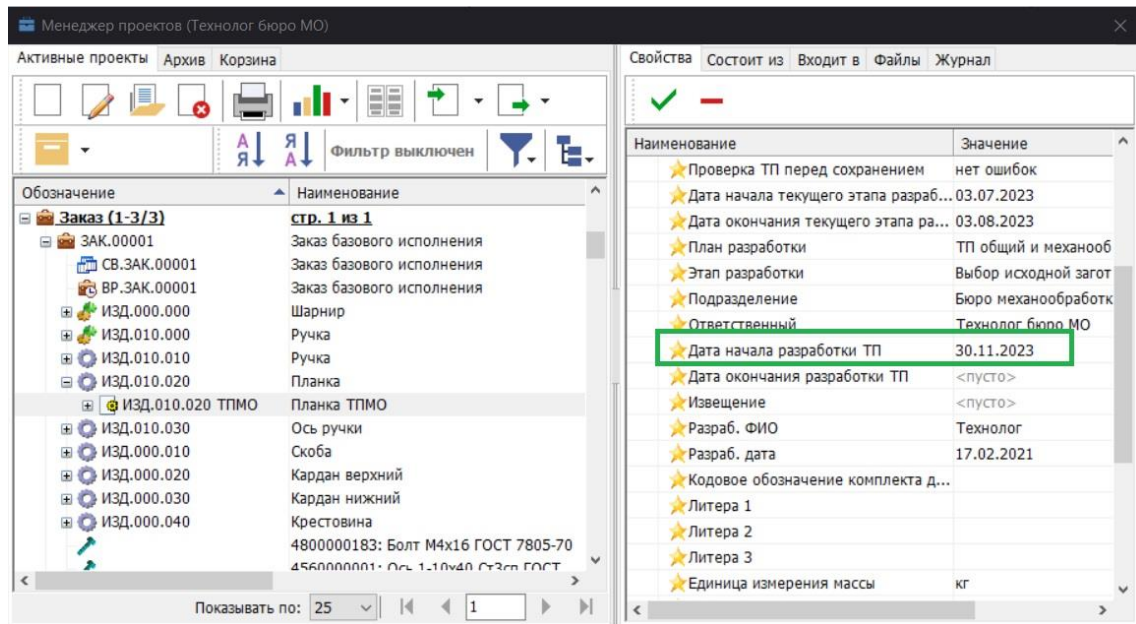 Менеджер проектов (Технолог бюро МО)
Активные проекты Архив Корзина
Фильтр выключен
Обозначение Наименование
Заказ (1-3/3) стр. 1 из 1
ЗАК.00001 Заказ базового исполнения
СВ.ЗАК.00001 Заказ базового исполнения
ВР.ЗАК.00001 Заказ базового исполнения
ИЗД.000.000 Шарнир
ИЗД.010.000 Ручка
ИЗД.010.010 Ручка
ИЗД.010.020 Планка
ИЗД.010.020 ТПМО Планка ТПМО
ИЗД.010.030 Ось ручки
ИЗД.000.010 Скоба
ИЗД.000.020 Кардан верхний
ИЗД.000.030 Кардан нижний
ИЗД.000.040 Крестовина
4800000183: Болт М4х16 ГОСТ 7805-70
4560000001: Ось 1-10х40 Ст3сп ГОСТ
Показывать по: 25 1
Свойства Состоит из Входит в Файлы Журнал
Наименование Значение
Проверка ТП перед сохранением нет ошибок
Дата начала текущего этапа разраб... 03.07.2023
Дата окончания текущего этапа ра... 03.08.2023
План разработки ТП общий и механооб
Этап разработки Выбор исходной загот
Подразделение Бюро механообработк
Ответственный Технолог бюро МО
Дата начала разработки ТП 30.11.2023
Дата окончания разработки ТП <пусто>
Извещение <пусто>
Разраб. ФИО Технолог
Разраб. дата 17.02.2021
Кодовое обозначение комплекта д...
Литера 1
Литера 2
Литера 3
Единица измерения массы кг